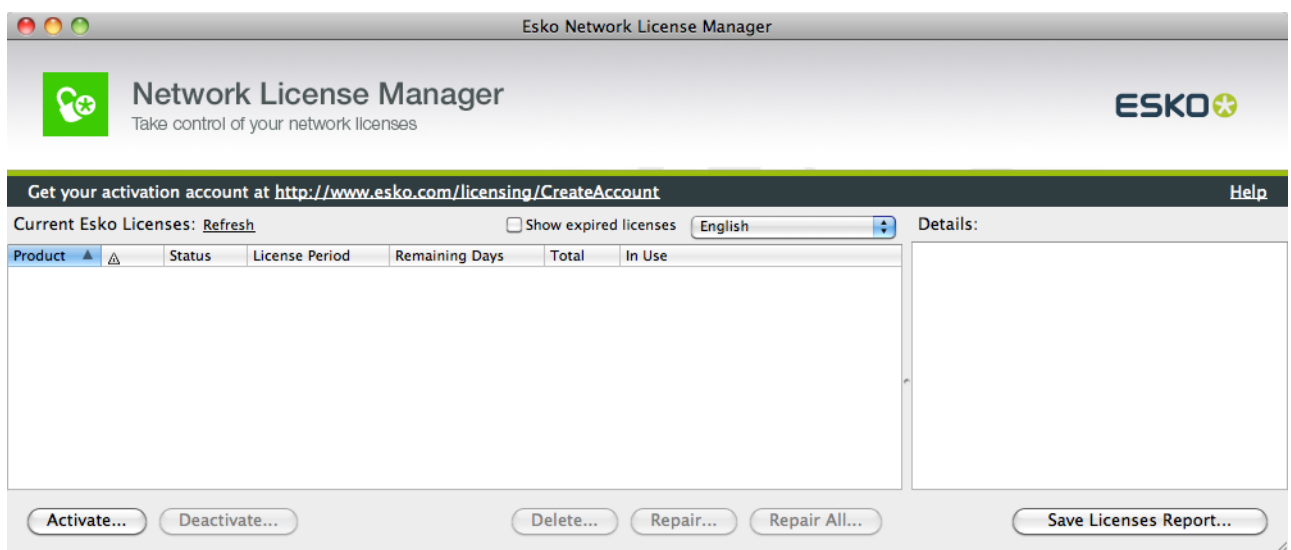 Esko Network License Manager
Network License Manager
Take control of your network licenses
ESKO
Get your activation account at http://www.esko.com/licensing/CreateAccount Help
Current Esko Licenses: Refresh Show expired licenses English Details:
Product Status License Period Remaining Days Total In Use
Activate... Deactivate... Delete... Repair... Repair All... Save Licenses Report...